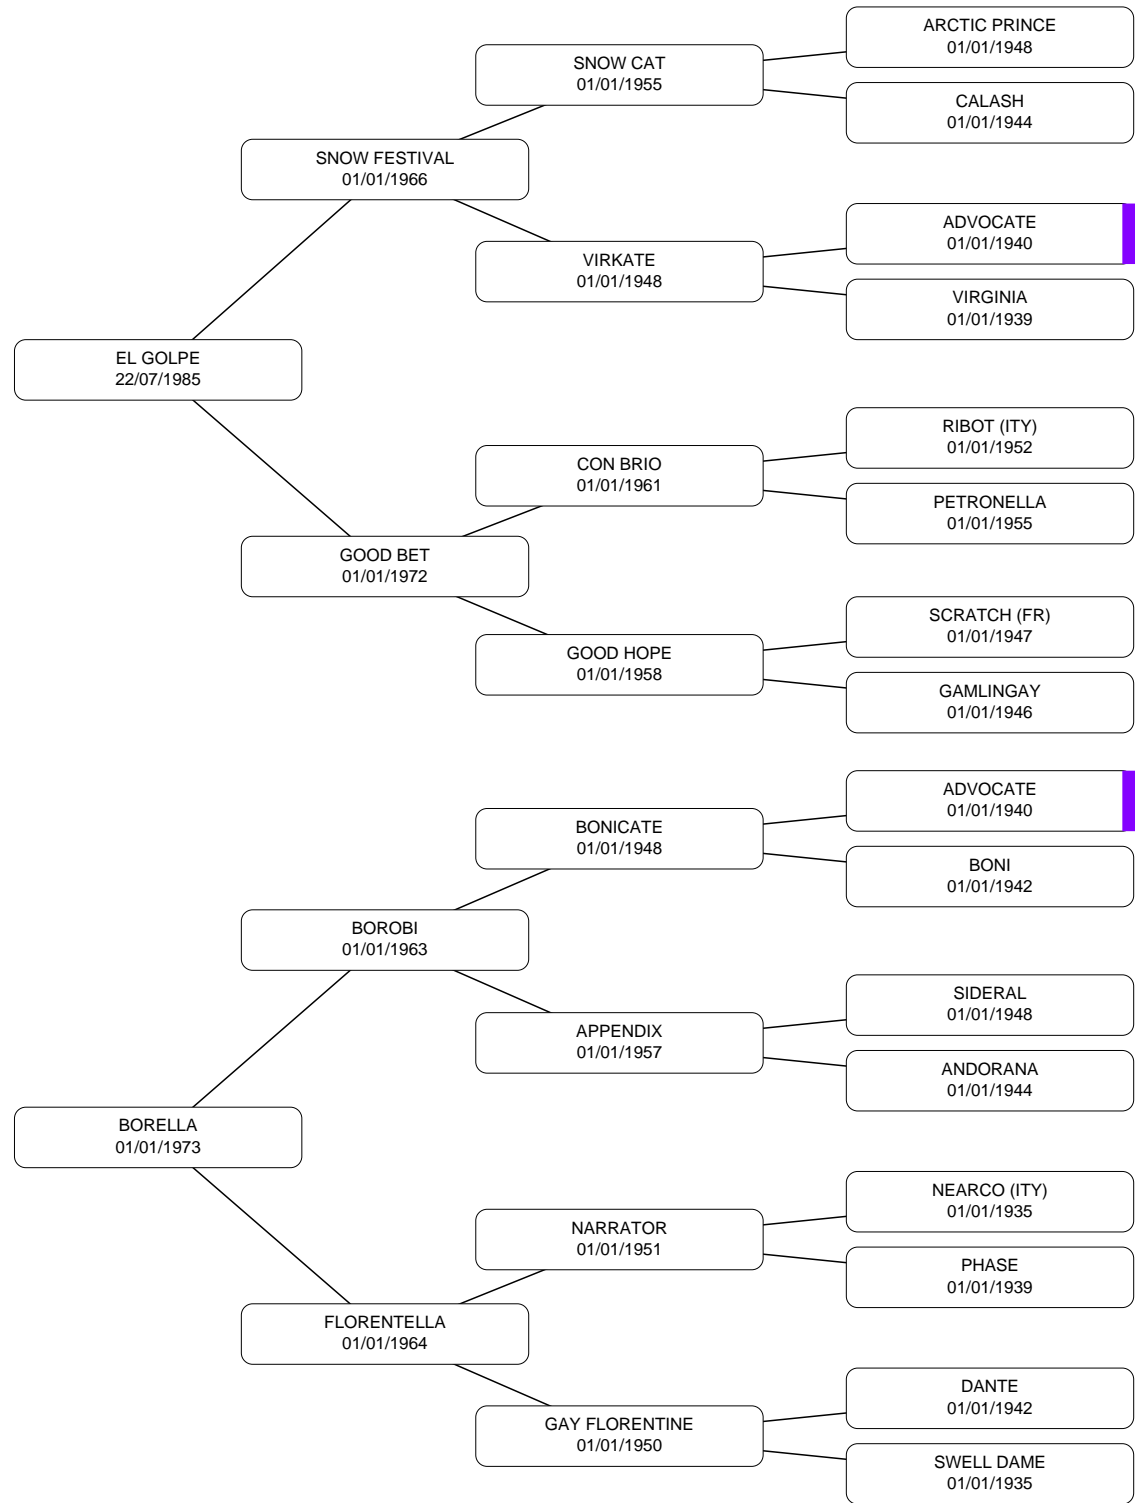 ARCTIC PRINCE
01/01/1948
SNOW CAT
01/01/1955
CALASH
01/01/1944
SNOW FESTIVAL
01/01/1966
ADVOCATE
01/01/1940
VIRKATE
01/01/1948
VIRGINIA
01/01/1939
EL GOLPE
22/07/1985
RIBOT (ITY)
01/01/1952
CON BRIO
01/01/1961
PETRONELLA
01/01/1955
GOOD BET
01/01/1972
SCRATCH (FR)
01/01/1947
GOOD HOPE
01/01/1958
GAMLINGAY
01/01/1946
ADVOCATE
01/01/1940
BONICATE
01/01/1948
BONI
01/01/1942
BOROBI
01/01/1963
SIDERAL
01/01/1948
APPENDIX
01/01/1957
ANDORANA
01/01/1944
BORELLA
01/01/1973
NEARCO (ITY)
01/01/1935
NARRATOR
01/01/1951
PHASE
01/01/1939
FLORENTELLA
01/01/1964
DANTE
01/01/1942
GAY FLORENTINE
01/01/1950
SWELL DAME
01/01/1935